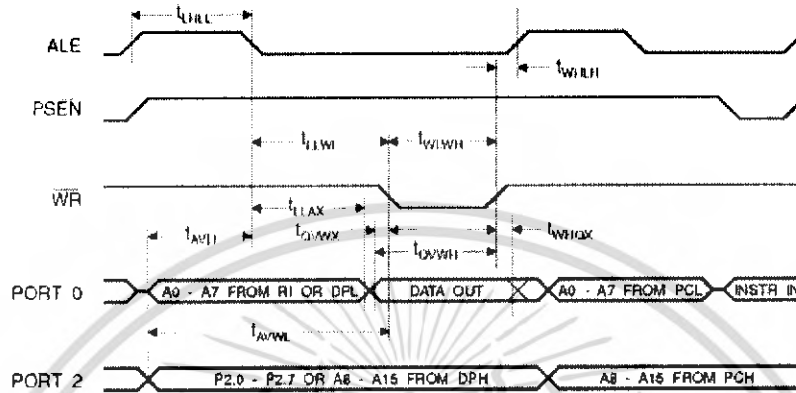 tLHLL
ALE
tWHLH
PSEN
tLLWL tWLWH
WR
tLLAX
tAVLL tQVWX tWHQX
tQVWH
PORT 0 A0 - A7 FROM RI OR DPL DATA OUT A0 - A7 FROM PCL INSTR IN
tAVWL
PORT 2 P2.0 - P2.7 OR A8 - A15 FROM DPH A8 - A15 FROM PCH